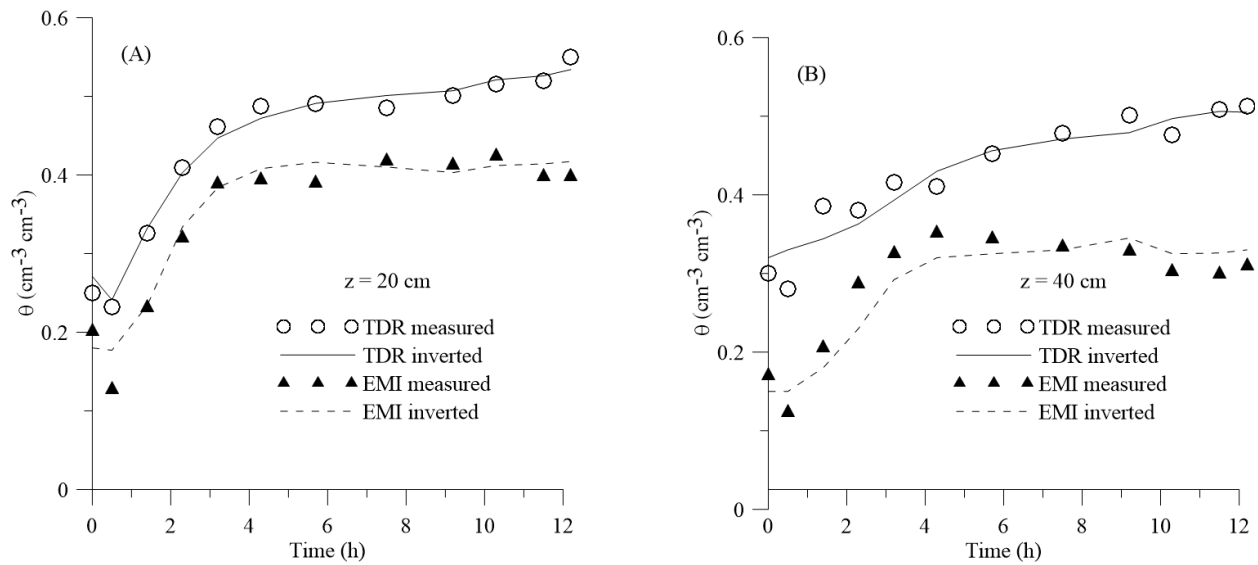 (A)
0.6
0.4
0.2
0
θ (cm-3 cm-3)
z = 20 cm
TDR measured
TDR inverted
EMI measured
EMI inverted
0 2 4 6 8 10 12
Time (h)
(B)
0.6
0.4
0.2
0
θ (cm-3 cm-3)
z = 40 cm
TDR measured
TDR inverted
EMI measured
EMI inverted
0 2 4 6 8 10 12
Time (h)